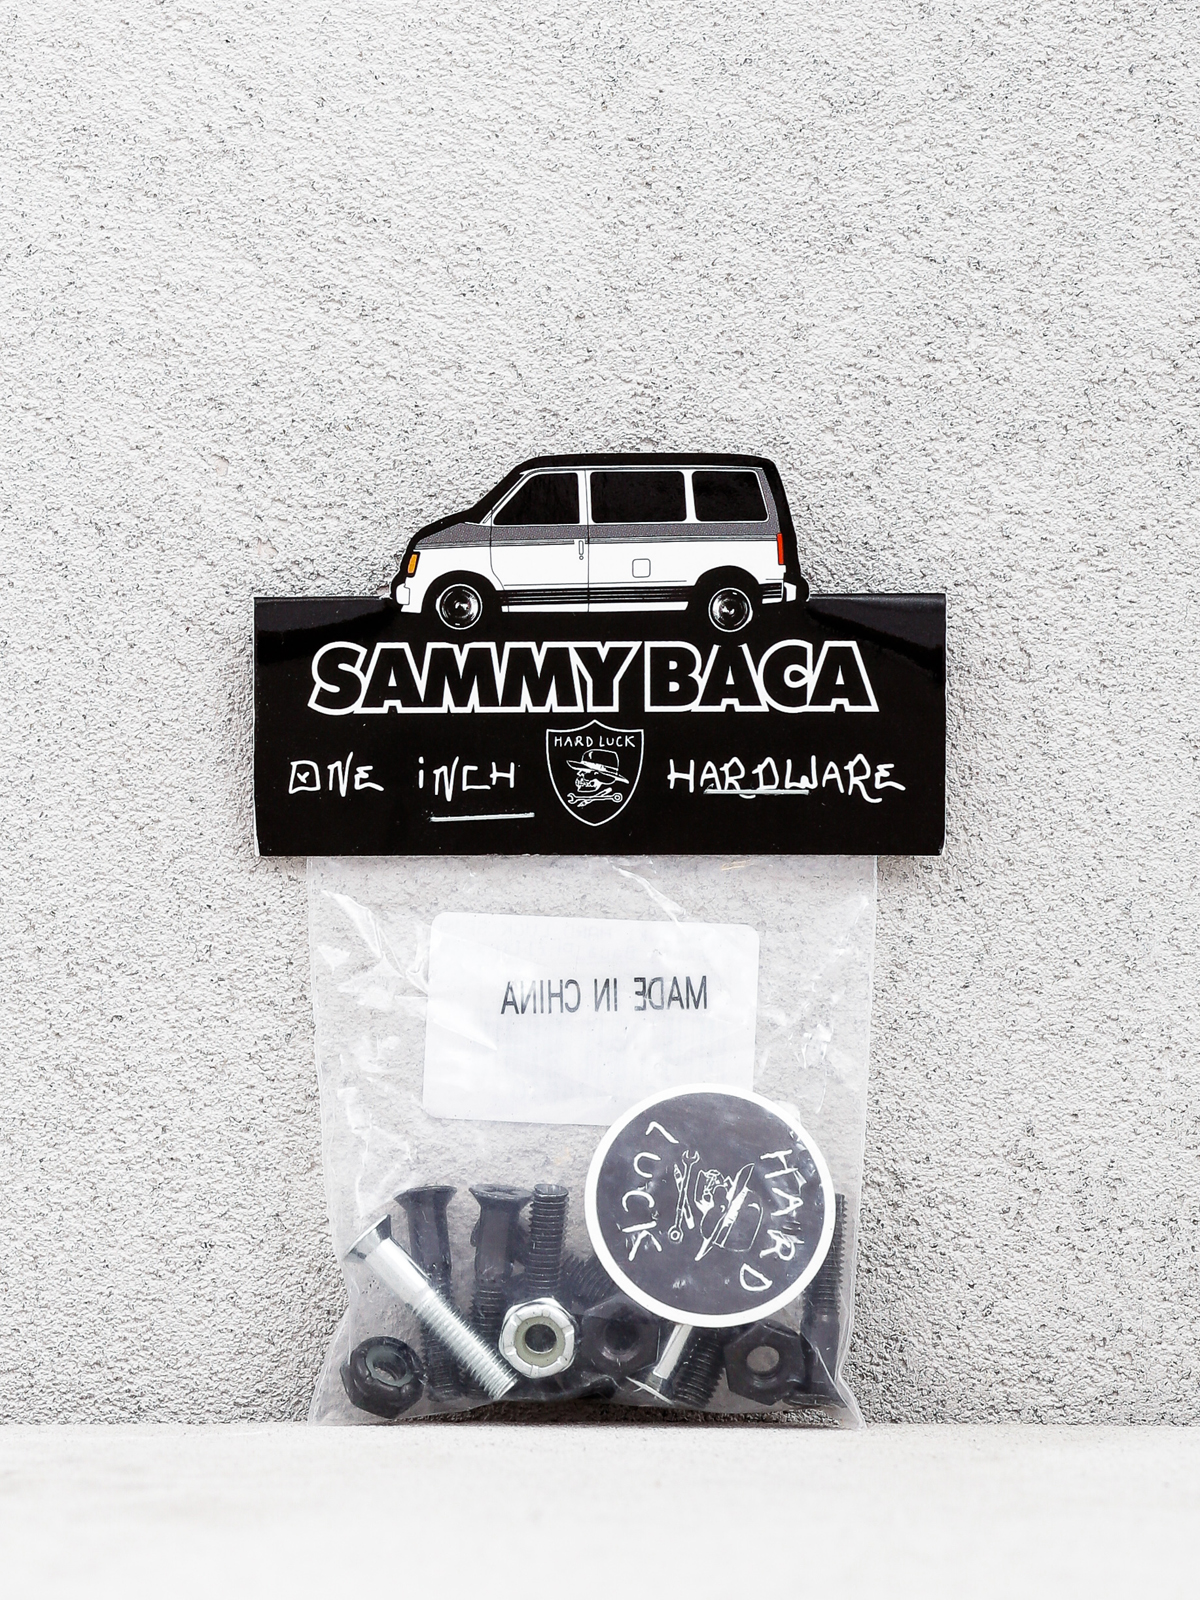 SAMMY BACA
HARD LUCK
ONE INCH HARDWARE
MADE IN CHINA
HARD
LUCK